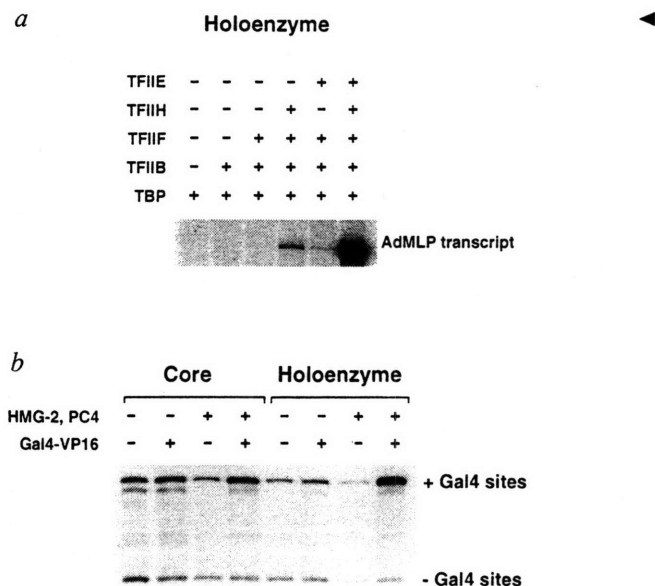 a
Holoenzyme
TFIIE - - - - + +
TFIIH - - - + - +
TFIIF - - + + + +
TFIIB - + + + + +
TBP + + + + + +
AdMLP transcript
b
Core Holoenzyme
HMG-2, PC4 - - + + - - + +
Gal4-VP16 - + - + - + - +
+ Gal4 sites
- Gal4 sites